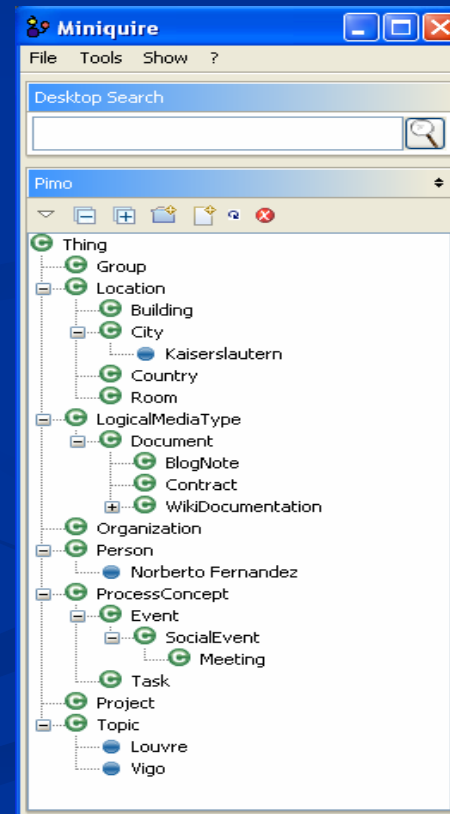 Miniquire
File Tools Show ?
Desktop Search
Pimo
Thing
Group
Location
Building
City
Kaiserslautern
Country
Room
LogicalMediaType
Document
BlogNote
Contract
WikiDocumentation
Organization
Person
Norberto Fernandez
ProcessConcept
Event
SocialEvent
Meeting
Task
Project
Topic
Louvre
Vigo